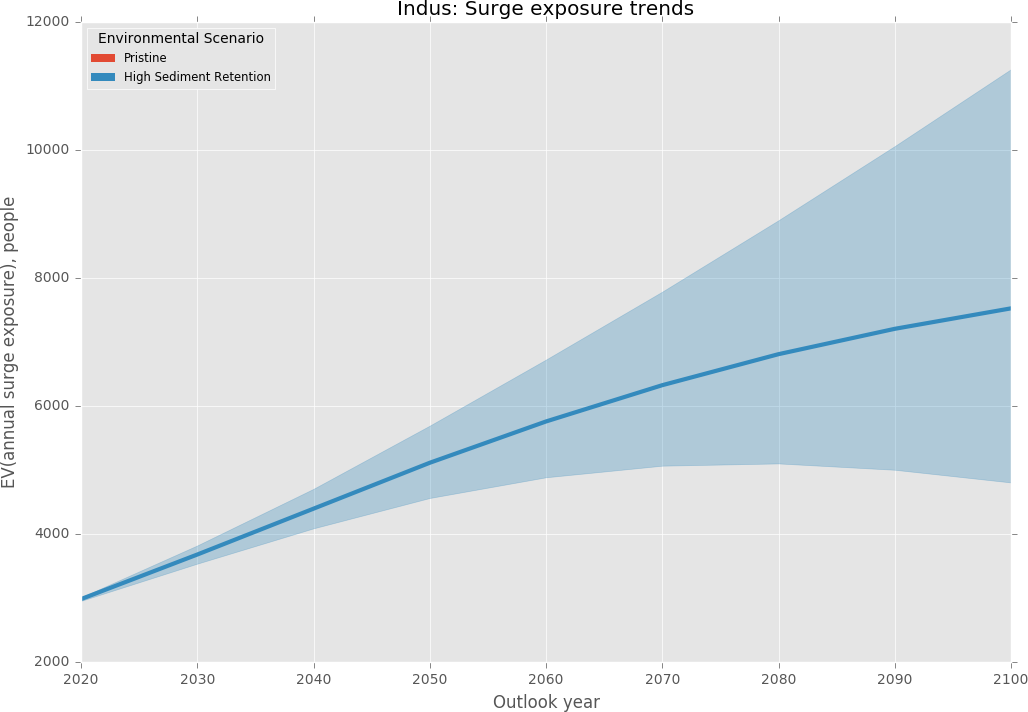 Indus: Surge exposure trends
Environmental Scenario
Pristine
High Sediment Retention
EV(annual surge exposure), people
12000
10000
8000
6000
4000
2000
2020 2030 2040 2050 2060 2070 2080 2090 2100
Outlook year